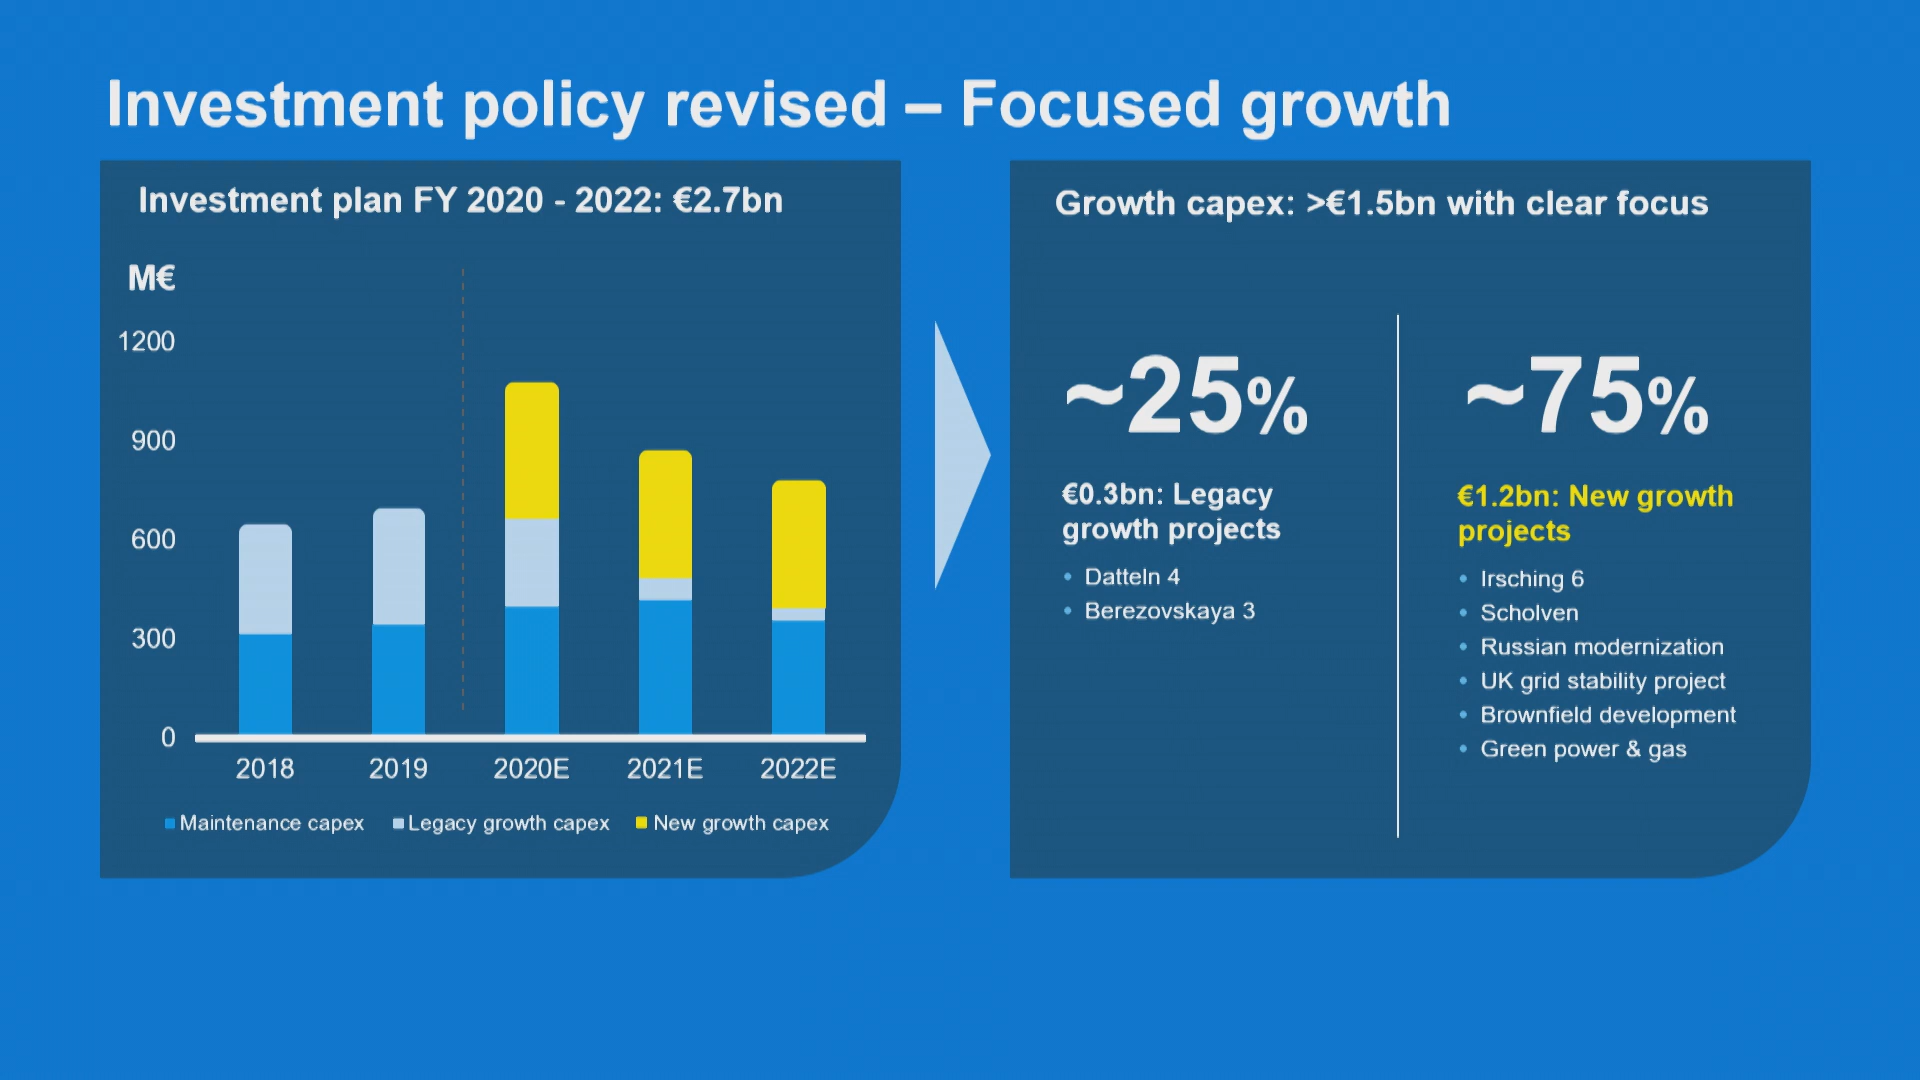 Investment policy revised – Focused growth
Investment plan FY 2020 - 2022: €2.7bn
M€
1200
900
600
300
0
2018 2019 2020E 2021E 2022E
Maintenance capex Legacy growth capex New growth capex
Growth capex: >€1.5bn with clear focus
~25%
€0.3bn: Legacy
growth projects
• Datteln 4
• Berezovskaya 3
~75%
€1.2bn: New growth
projects
• Irsching 6
• Scholven
• Russian modernization
• UK grid stability project
• Brownfield development
• Green power & gas